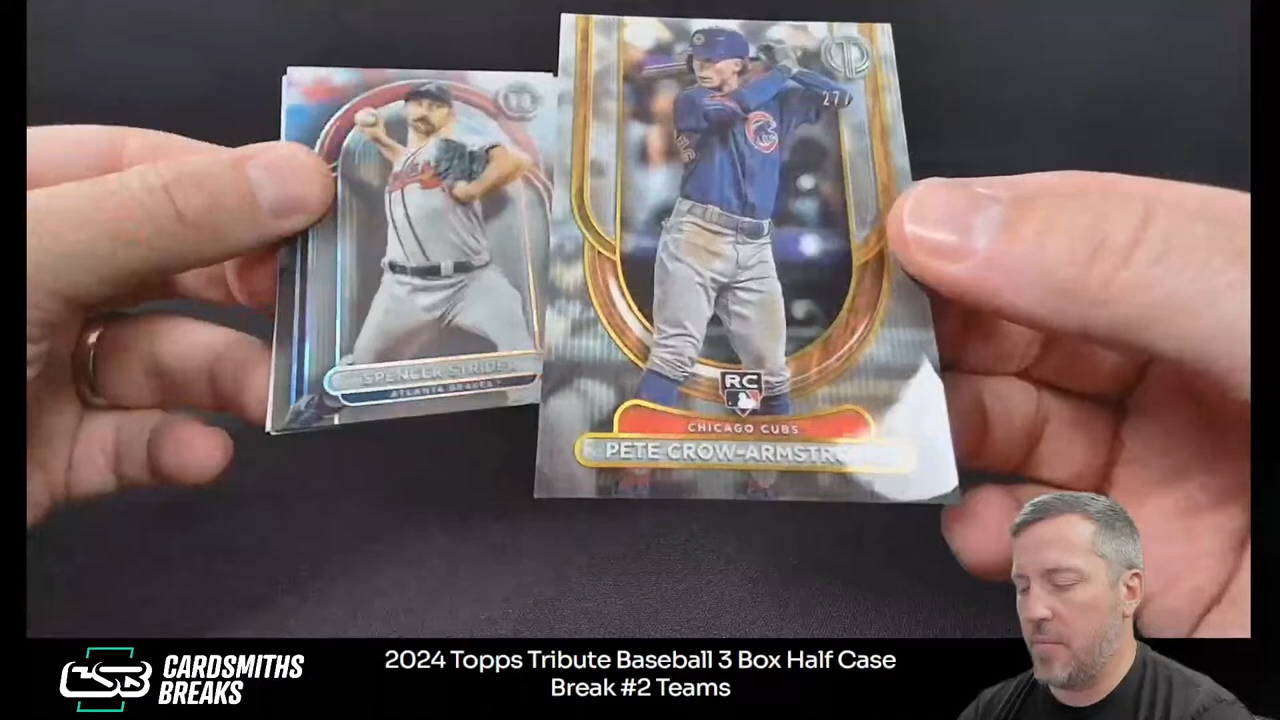 SPENCER STRIDER
ATLANTA BRAVES
27/
RC
CHICAGO CUBS
PETE CROW-ARMSTR
CSB
CARDSMITHS
BREAKS
2024 Topps Tribute Baseball 3 Box Half Case
Break #2 Teams